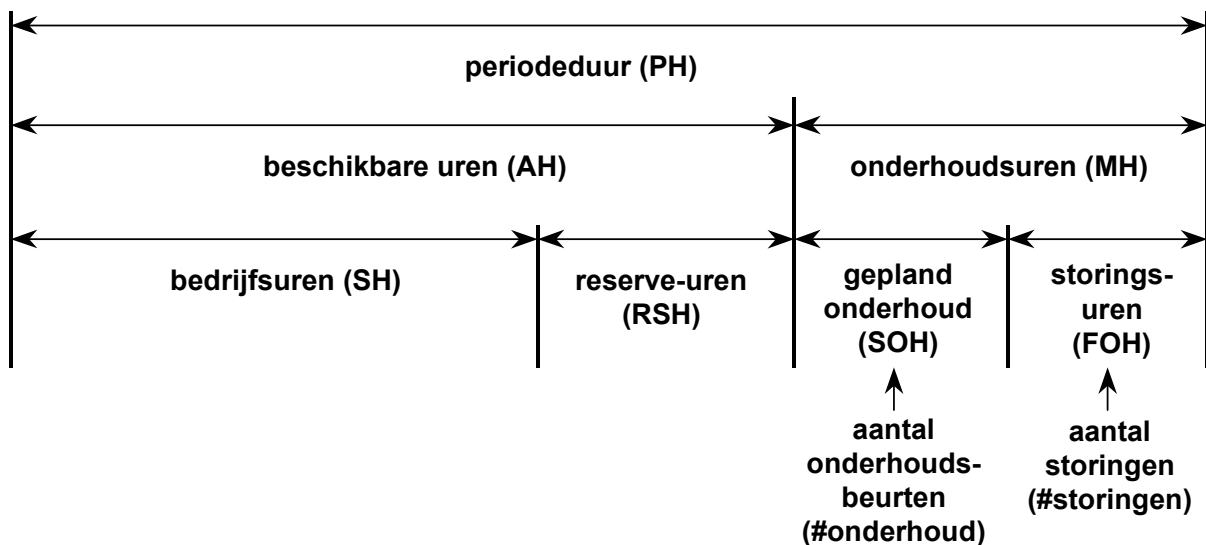 periodeduur (PH)
beschikbare uren (AH)
onderhoudsuren (MH)
bedrijfsuren (SH)
reserve-uren
(RSH)
gepland
onderhoud
(SOH)
storings-
uren
(FOH)
aantal
onderhouds-
beurten
(#onderhoud)
aantal
storingen
(#storingen)